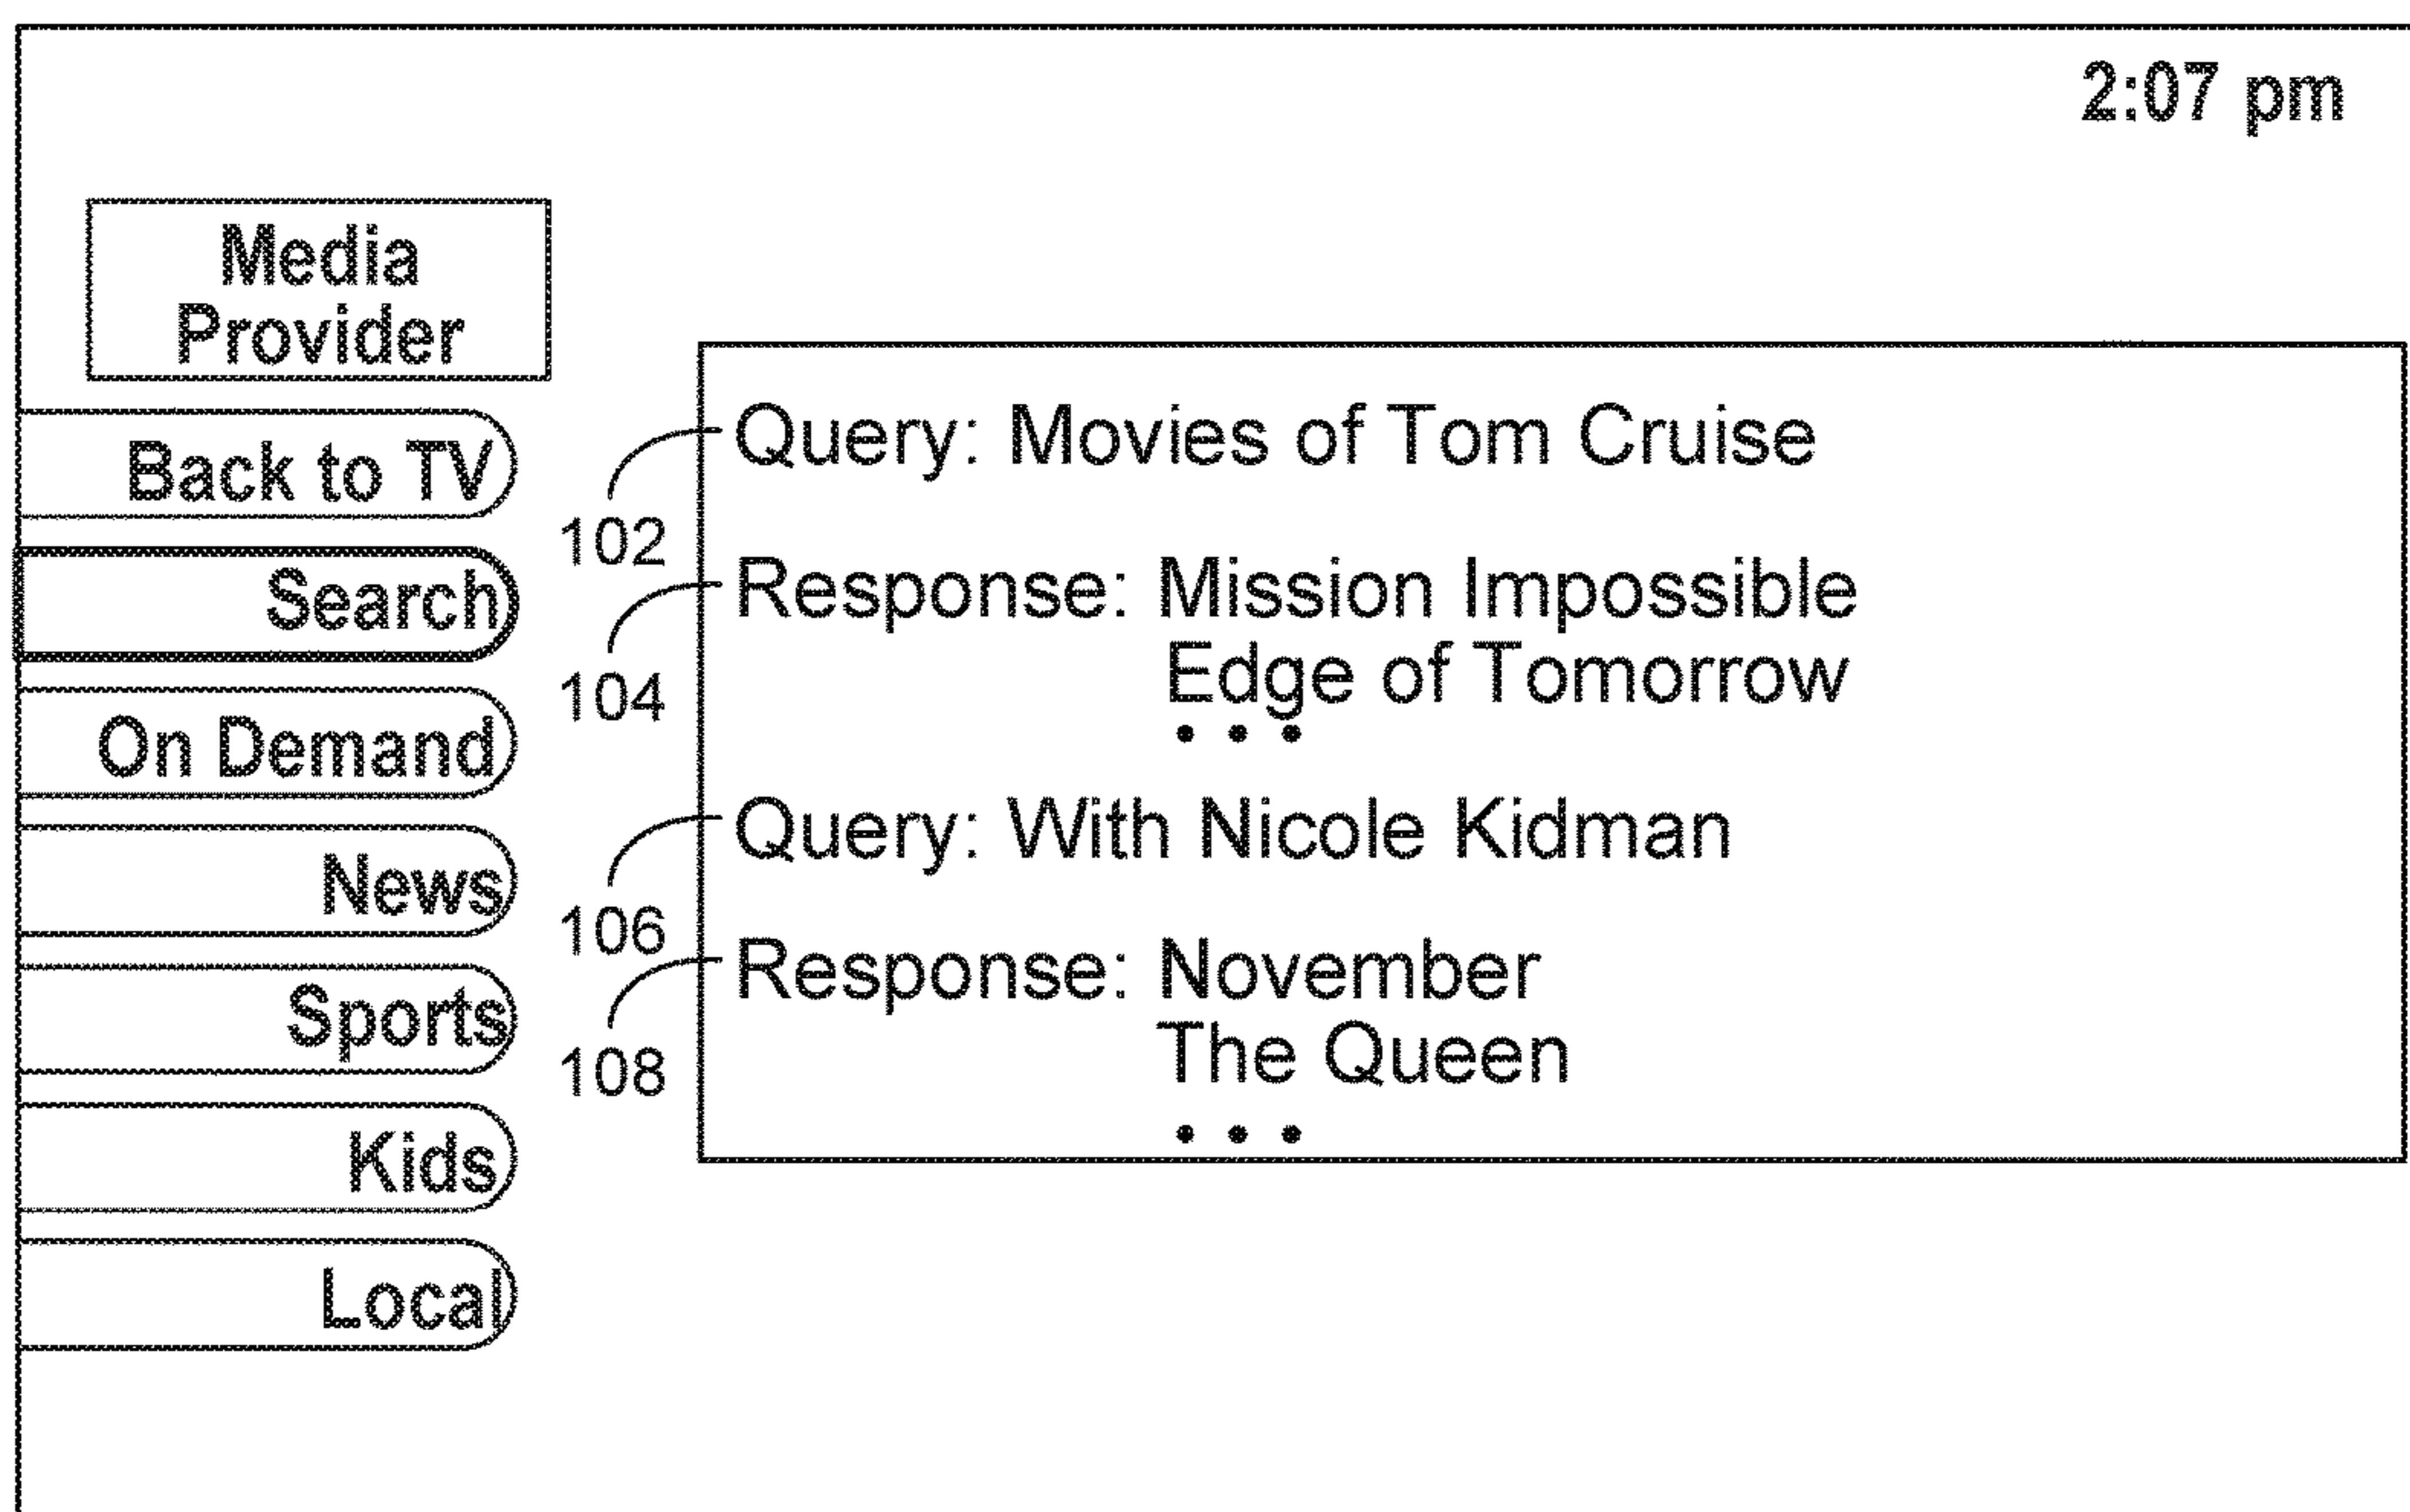 2:07 pm
Media
Provider
Back to TV
Search
On Demand
News
Sports
Kids
Local
Query: Movies of Tom Cruise
102
Response: Mission Impossible
Edge of Tomorrow
• • •
104
Query: With Nicole Kidman
106
Response: November
The Queen
• • •
108